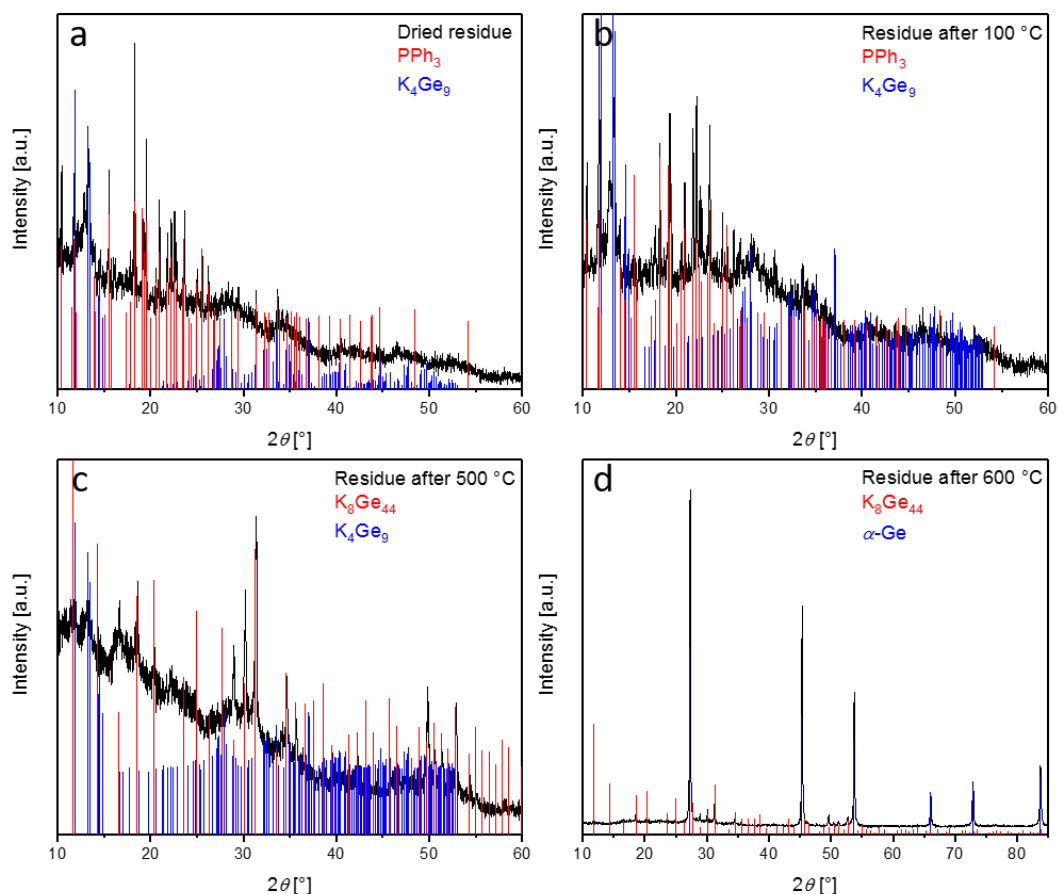 a
Dried residue
PPh₃
K₄Ge₉
Intensity [a.u.]
10 20 30 40 50 60
2θ [°]
b
Residue after 100 °C
PPh₃
K₄Ge₉
Intensity [a.u.]
10 20 30 40 50 60
2θ [°]
c
Residue after 500 °C
K₈Ge₄₄
K₄Ge₉
Intensity [a.u.]
10 20 30 40 50 60
2θ [°]
d
Residue after 600 °C
K₈Ge₄₄
α-Ge
Intensity [a.u.]
10 20 30 40 50 60 70 80
2θ [°]